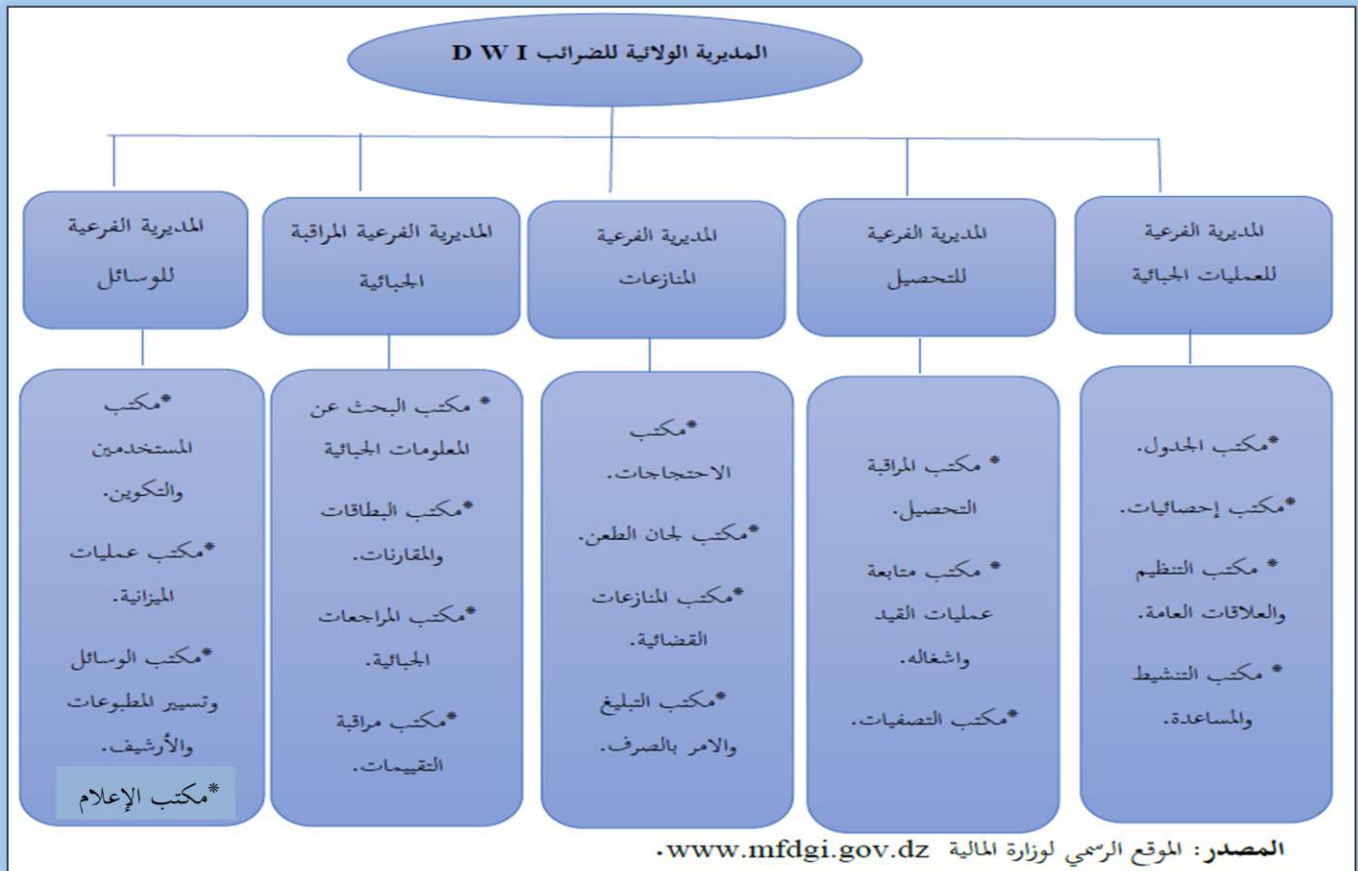 المديرية الولائية للضرائب D W I
المديرية الفرعية
للعمليات الجبائية
المديرية الفرعية
للتحصيل
المديرية الفرعية
المنازعات
المديرية الفرعية المراقبة
الجبائية
المديرية الفرعية
للوسائل
*مكتب الجدول.
*مكتب إحصائيات.
* مكتب التنظيم
والعلاقات العامة.
* مكتب التنشيط
والمساعدة.
* مكتب المراقبة
التحصيل.
* مكتب متابعة
عمليات القيد
واشغاله.
*مكتب التصفيات.
*مكتب
الاحتجاجات.
*مكتب لجان الطعن.
*مكتب المنازعات
القضائية.
*مكتب التبليغ
والامر بالصرف.
* مكتب البحث عن
المعلومات الجبائية
*مكتب البطاقات
والمقارنات.
*مكتب المراجعات
الجبائية.
*مكتب مراقبة
التقييمات.
*مكتب
المستخدمين
والتكوين.
*مكتب عمليات
الميزانية.
*مكتب الوسائل
وتسيير المطبوعات
والأرشيف.
*مكتب الإعلام
المصدر: الموقع الرسمي لوزارة المالية www.mfdgi.gov.dz.